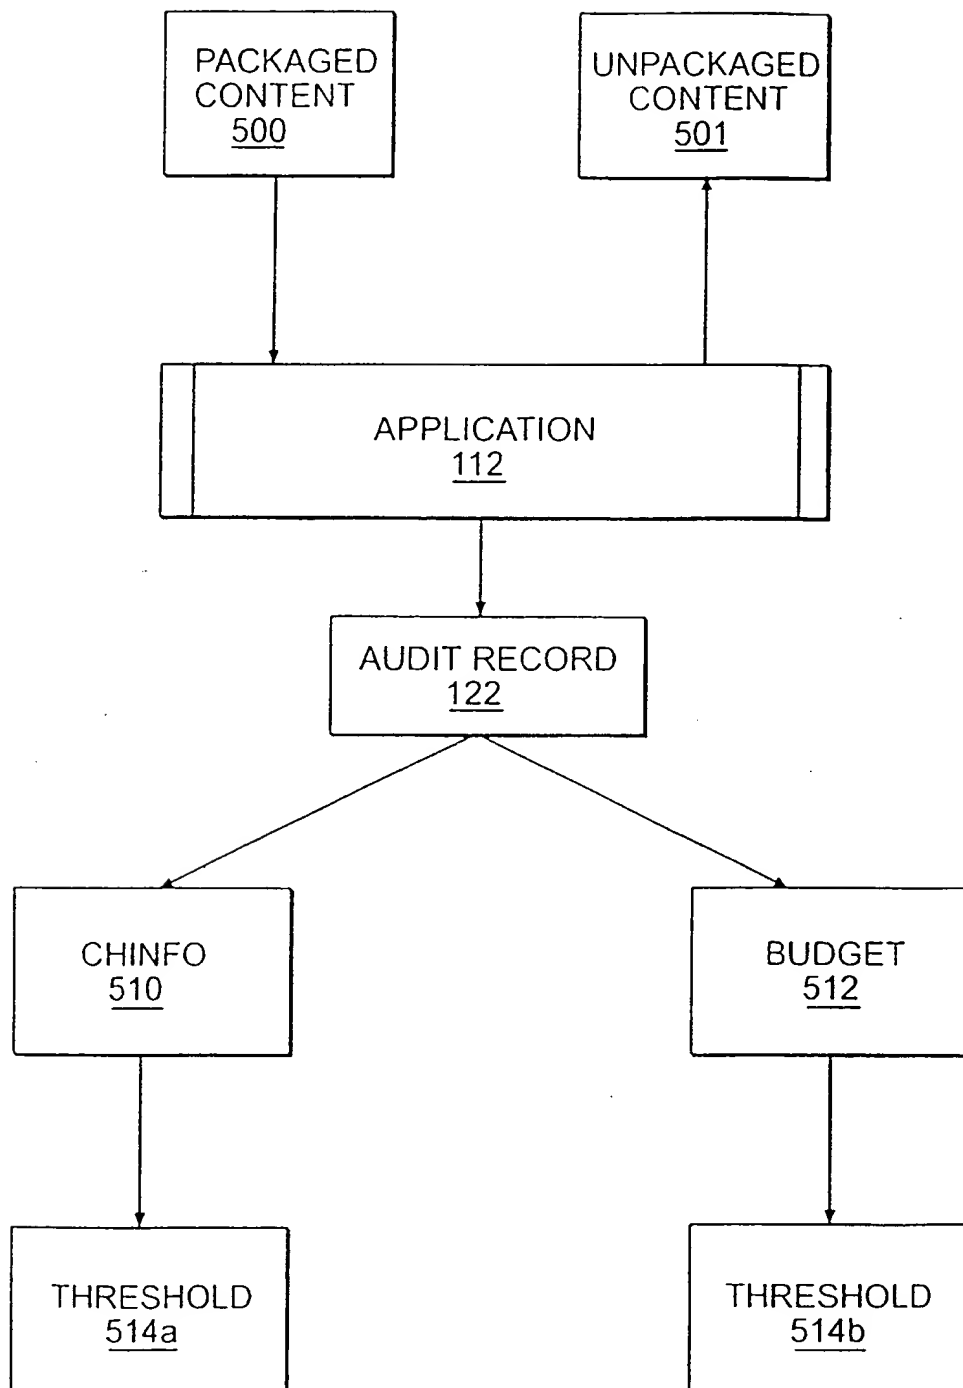 PACKAGED
CONTENT
500
UNPACKAGED
CONTENT
501
APPLICATION
112
AUDIT RECORD
122
CHINFO
510
BUDGET
512
THRESHOLD
514a
THRESHOLD
514b